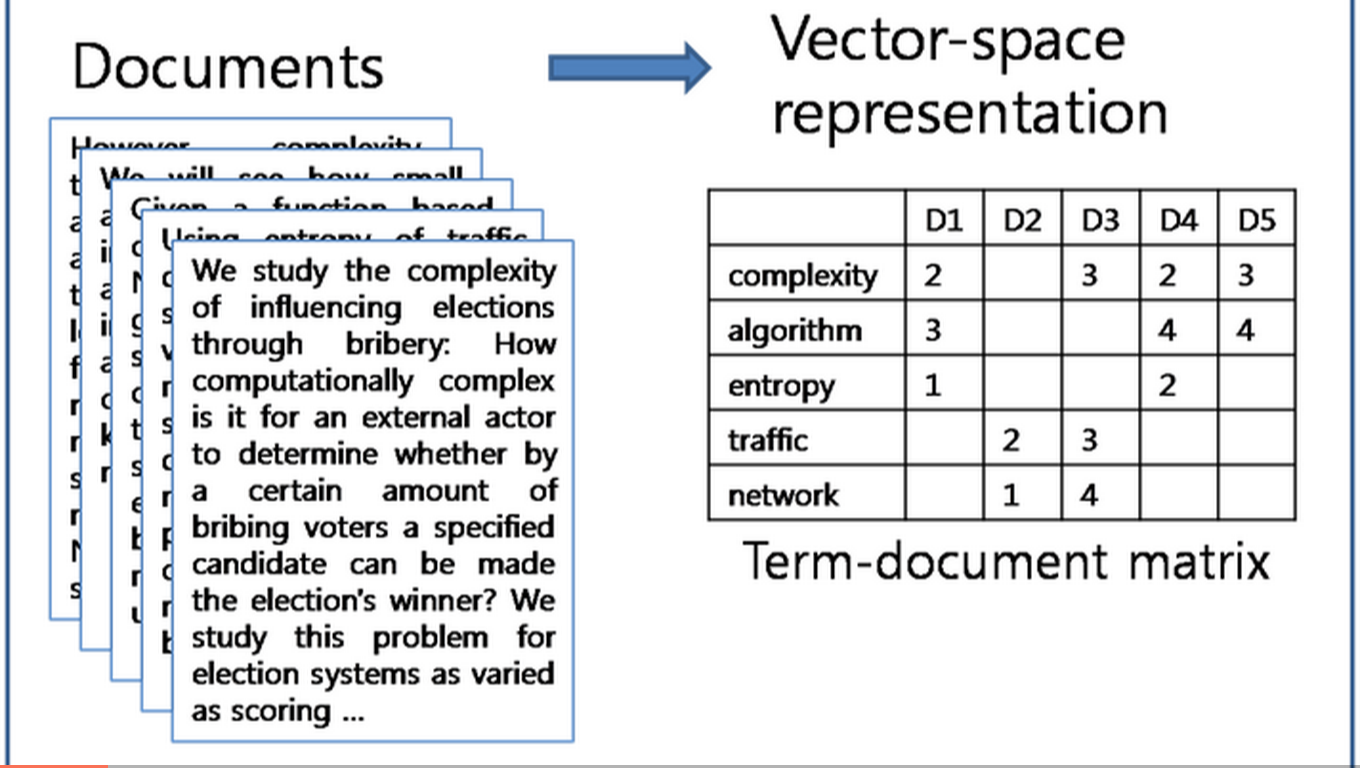 Documents
Vector-space
representation
However complexity
We will see how small
Given a function based
Using entropy of traffic
We study the complexity
of influencing elections
through bribery: How
computationally complex
is it for an external actor
to determine whether by
a certain amount of
bribing voters a specified
candidate can be made
the election's winner? We
study this problem for
election systems as varied
as scoring ...
D1 D2 D3 D4 D5
complexity 2 3 2 3
algorithm 3 4 4
entropy 1 2
traffic 2 3
network 1 4
Term-document matrix